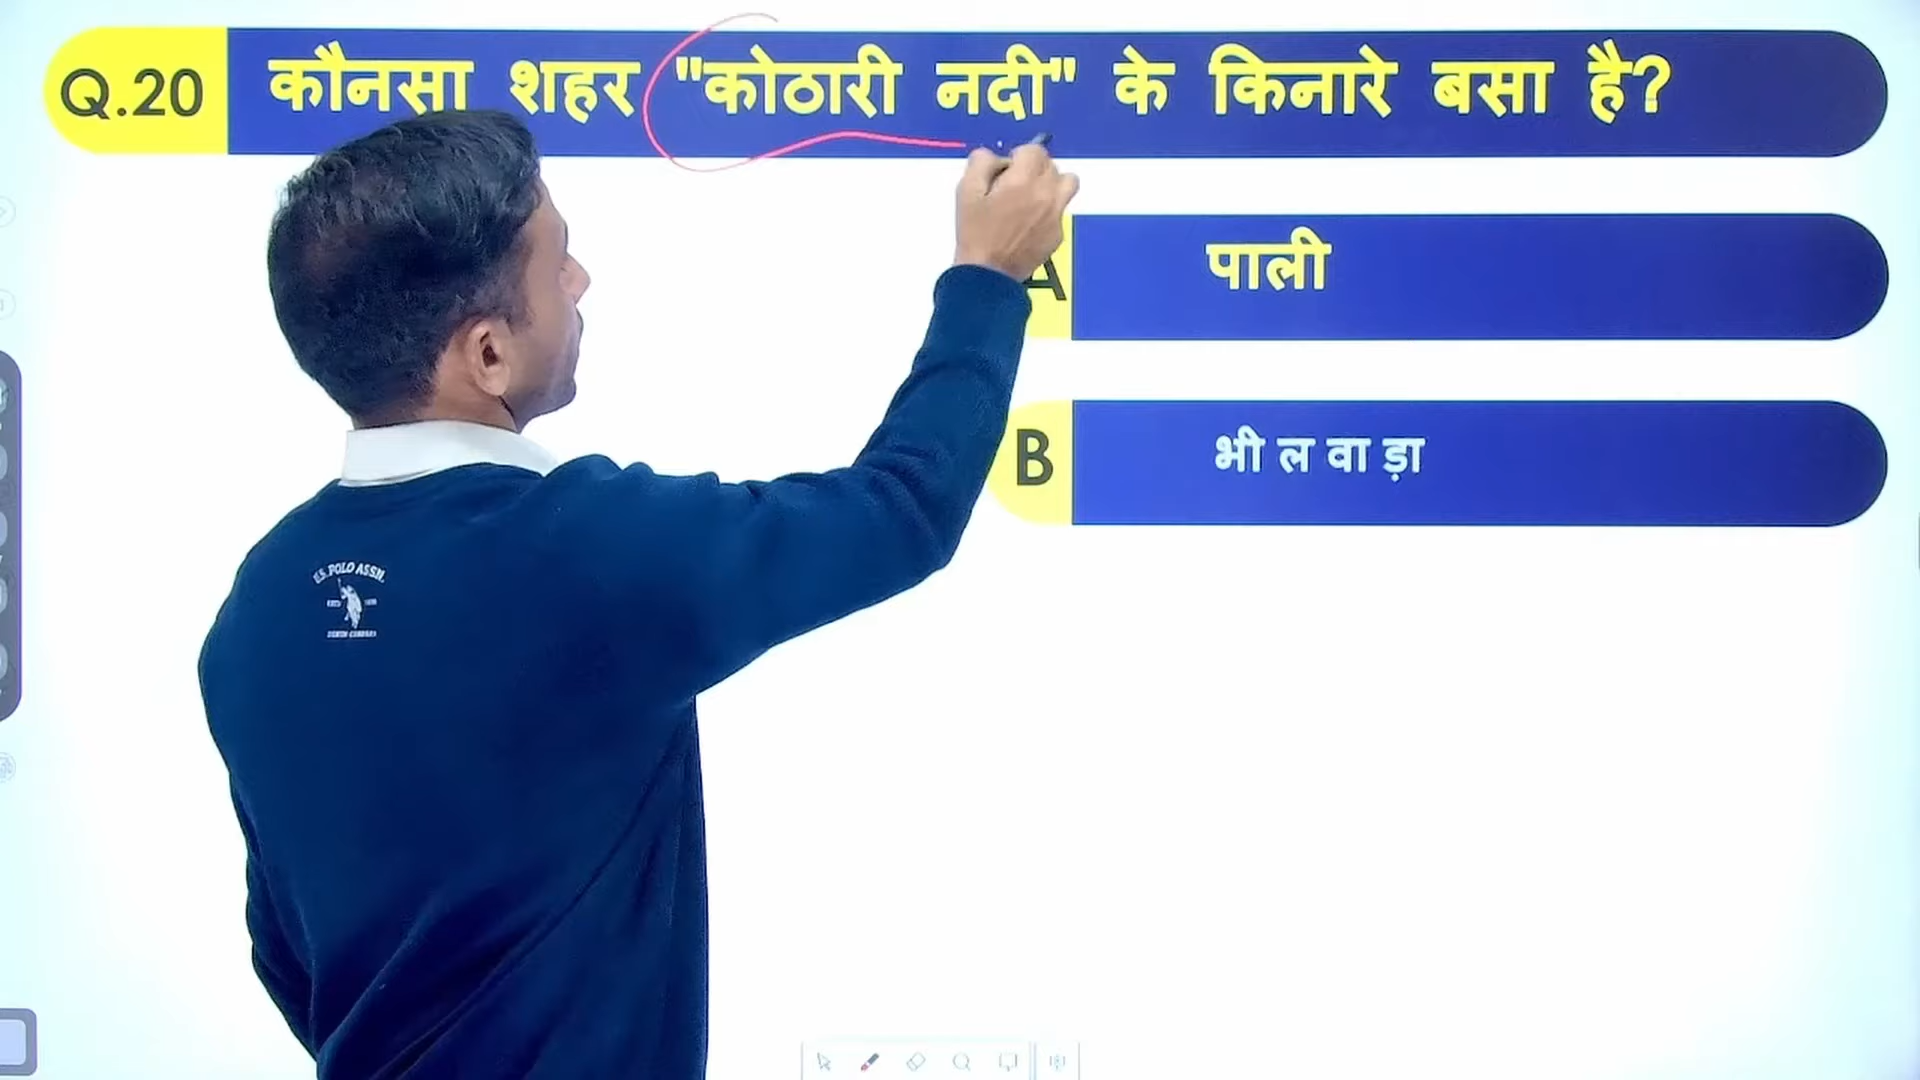 Q.20 कौनसा शहर "कोठारी नदी" के किनारे बसा है?
A पाली
B भी ल वा ड़ा
U.S. POLO ASSN.